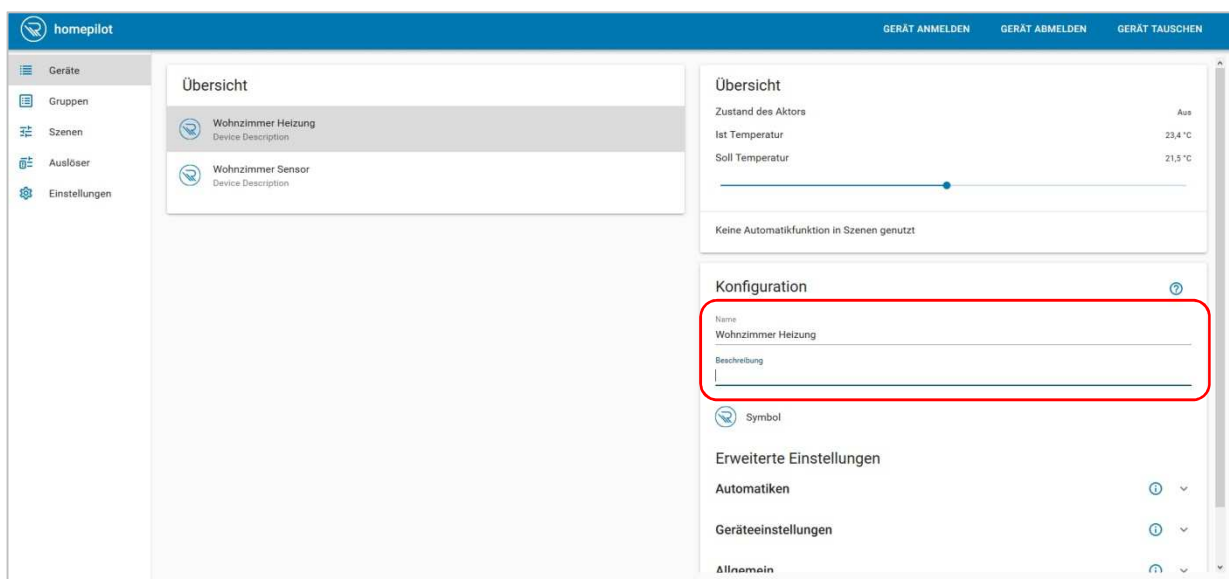 homepilot
GERÄT ANMELDEN GERÄT ABMELDEN GERÄT TAUSCHEN
Geräte
Gruppen
Szenen
Auslöser
Einstellungen
Übersicht
Wohnzimmer Heizung
Device Description
Wohnzimmer Sensor
Device Description
Übersicht
Zustand des Aktors Aus
Ist Temperatur 23,4 °C
Soll Temperatur 21,5 °C
Keine Automatikfunktion in Szenen genutzt
Konfiguration
Name
Wohnzimmer Heizung
Beschreibung
Symbol
Erweiterte Einstellungen
Automatiken
Geräteeinstellungen
Allgemein